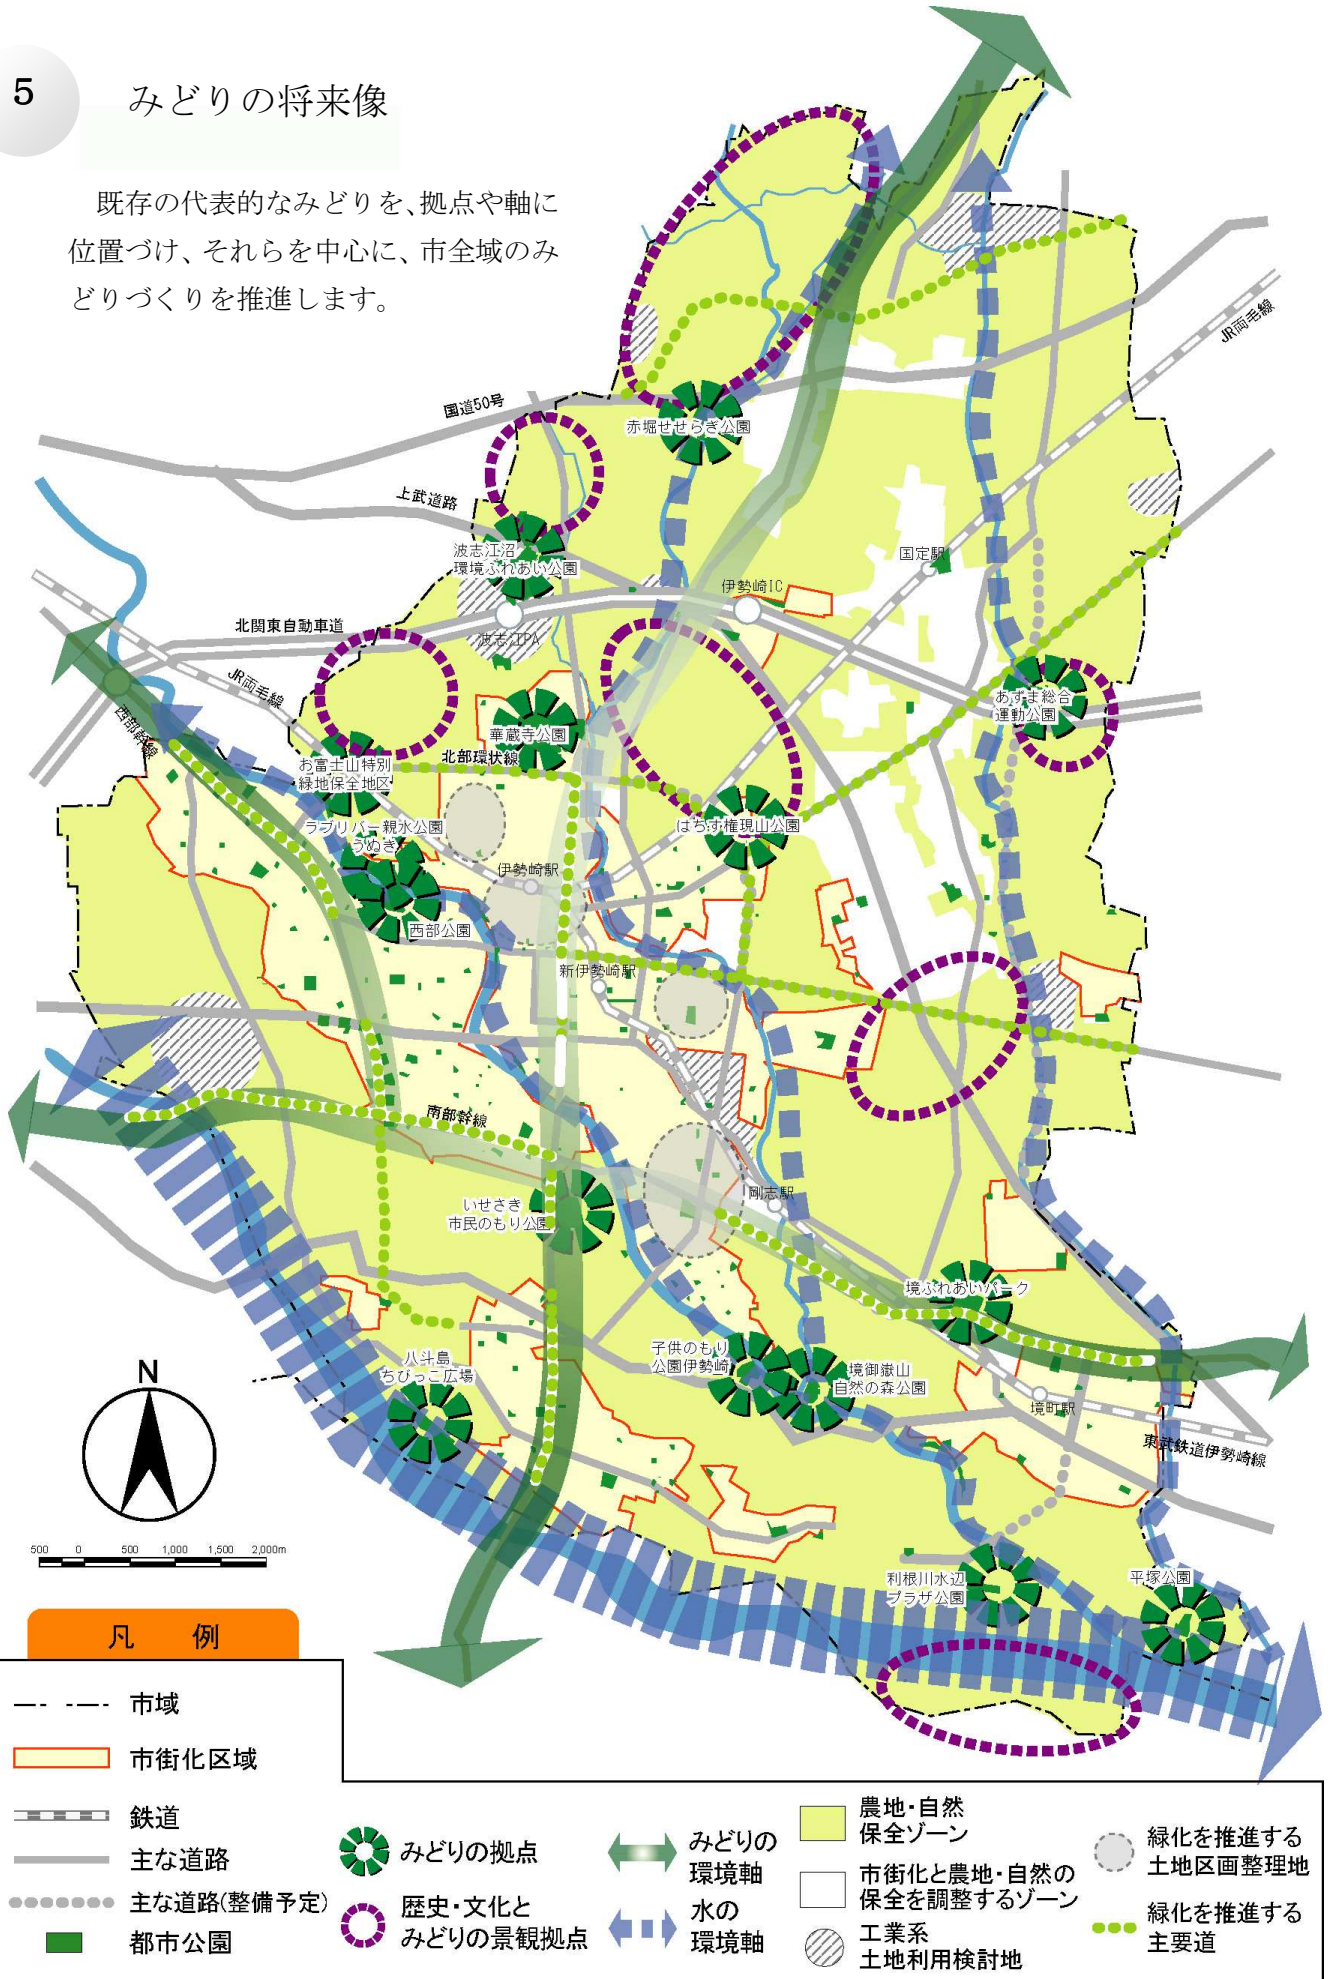 5
みどりの将来像
既存の代表的なみどりを、拠点や軸に
位置づけ、それらを中心に、市全域のみ
どりづくりを推進します。
JR両毛線
国道50号
赤堀せせらぎ公園
上武道路
波志江沼
環境ふれあい公園
国定駅
伊勢崎IC
北関東自動車道
波志江PA
JR両毛線
西部幹線
あずま総合
運動公園
華蔵寺公園
北部環状線
お富士山特別
緑地保全地区
ラブリバー親水公園
うぬき
はちす権現山公園
伊勢崎駅
西部公園
新伊勢崎駅
南部幹線
剛志駅
いせさき
市民のもり公園
境ふれあいパーク
子供のもり
公園伊勢崎
境御嶽山
自然の森公園
八斗島
ちびっこ広場
境町駅
東武鉄道伊勢崎線
利根川水辺
プラザ公園
平塚公園
N
500 0 500 1,000 1,500 2,000m
凡 例
市域
市街化区域
鉄道
主な道路
主な道路(整備予定)
都市公園
みどりの拠点
歴史・文化と
みどりの景観拠点
みどりの
環境軸
水の
環境軸
農地・自然
保全ゾーン
市街化と農地・自然の
保全を調整するゾーン
工業系
土地利用検討地
緑化を推進する
土地区画整理地
緑化を推進する
主要道